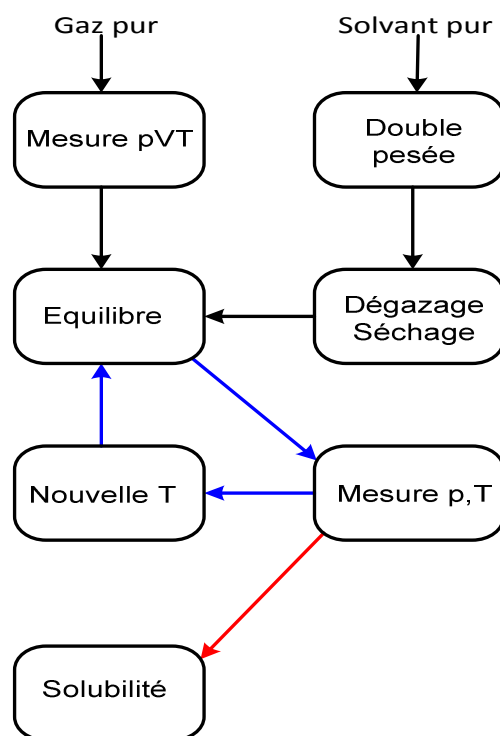 Gaz pur
Solvant pur
Mesure pVT
Double
pesée
Equilibre
Dégazage
Séchage
Nouvelle T
Mesure p,T
Solubilité